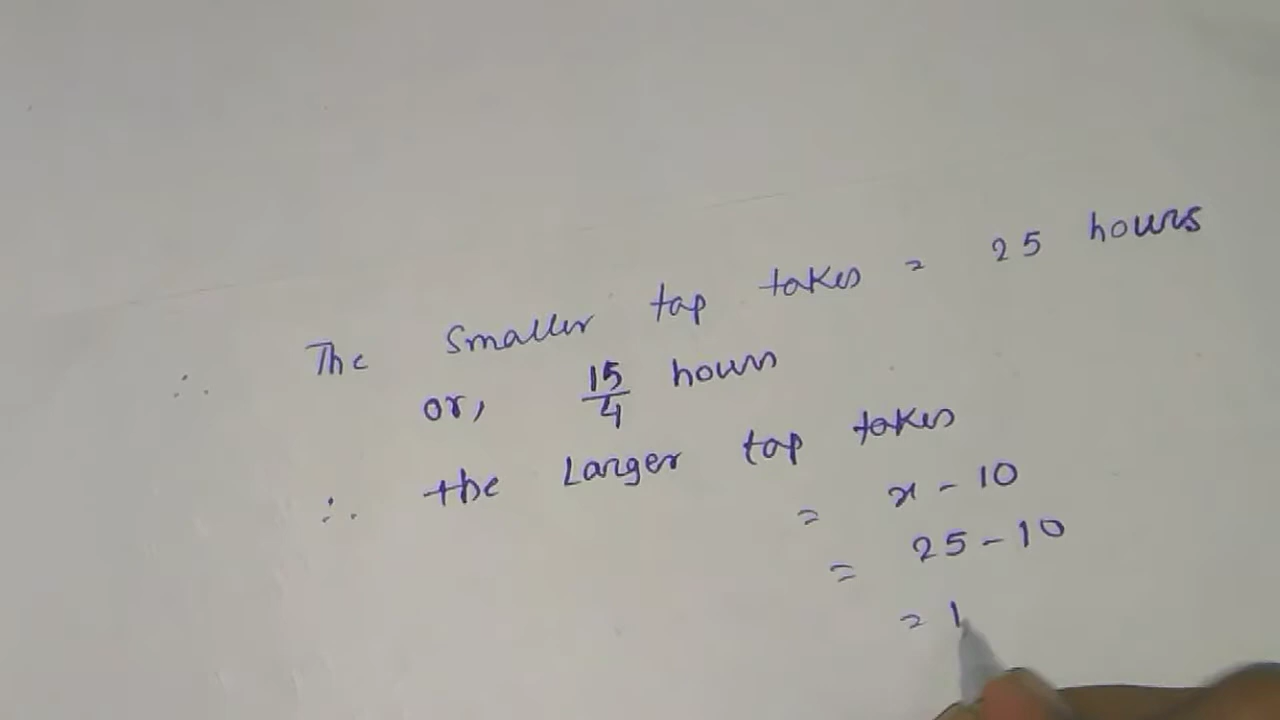 ∴ The Smaller tap takes = 25 hours
or, 15/4 hours
∴ the Larger tap takes
= x - 10
= 25 - 10
= 1